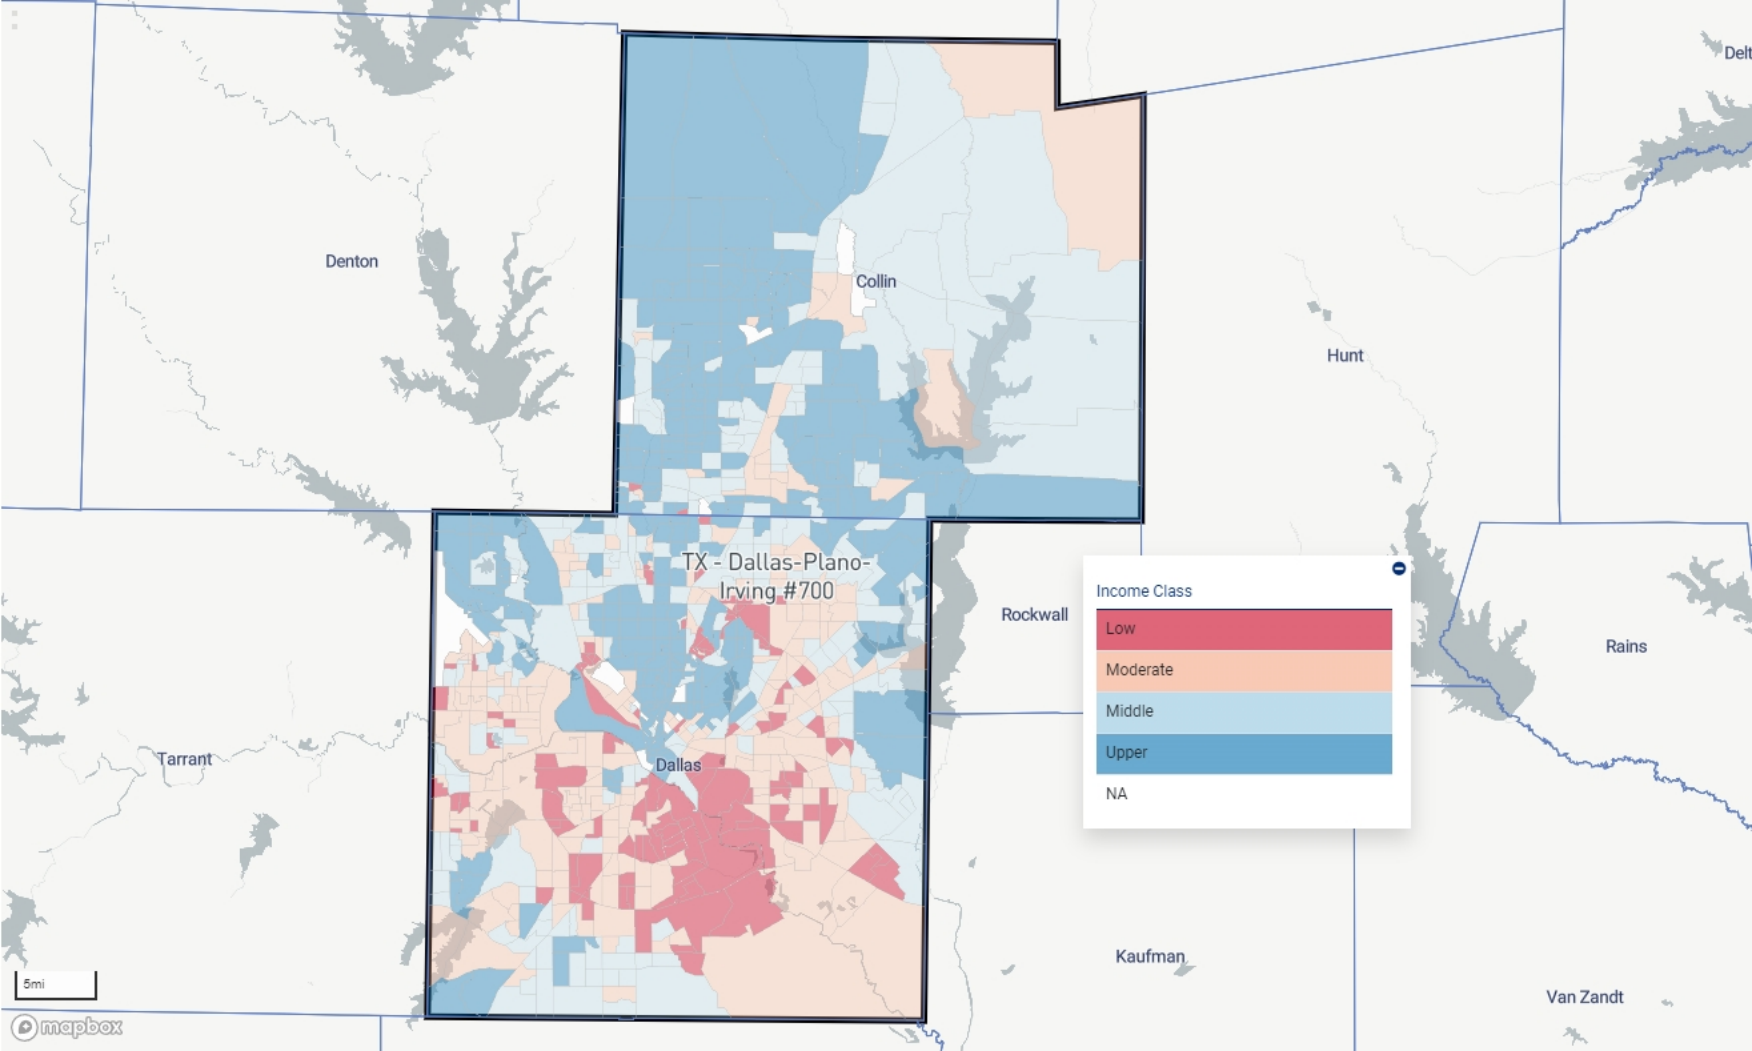 Delt
Denton
Collin
Hunt
TX - Dallas-Plano-
Irving #700
Rockwall
Income Class
Low
Moderate
Middle
Upper
NA
Rains
Tarrant
Dallas
Kaufman
Van Zandt
5mi
mapbox